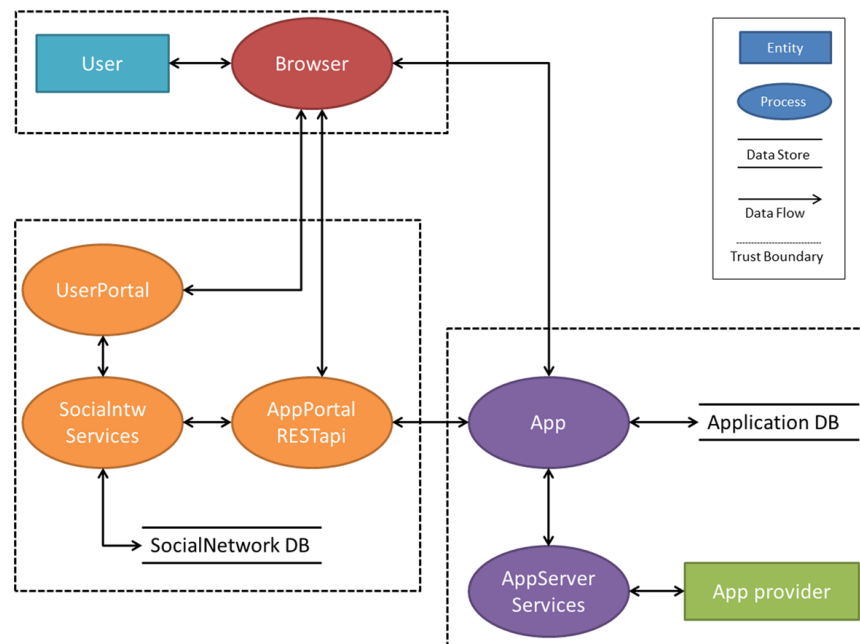 User
Browser
Entity
Process
Data Store
Data Flow
Trust Boundary
UserPortal
Socialntw
Services
AppPortal
RESTapi
App
Application DB
SocialNetwork DB
AppServer
Services
App provider